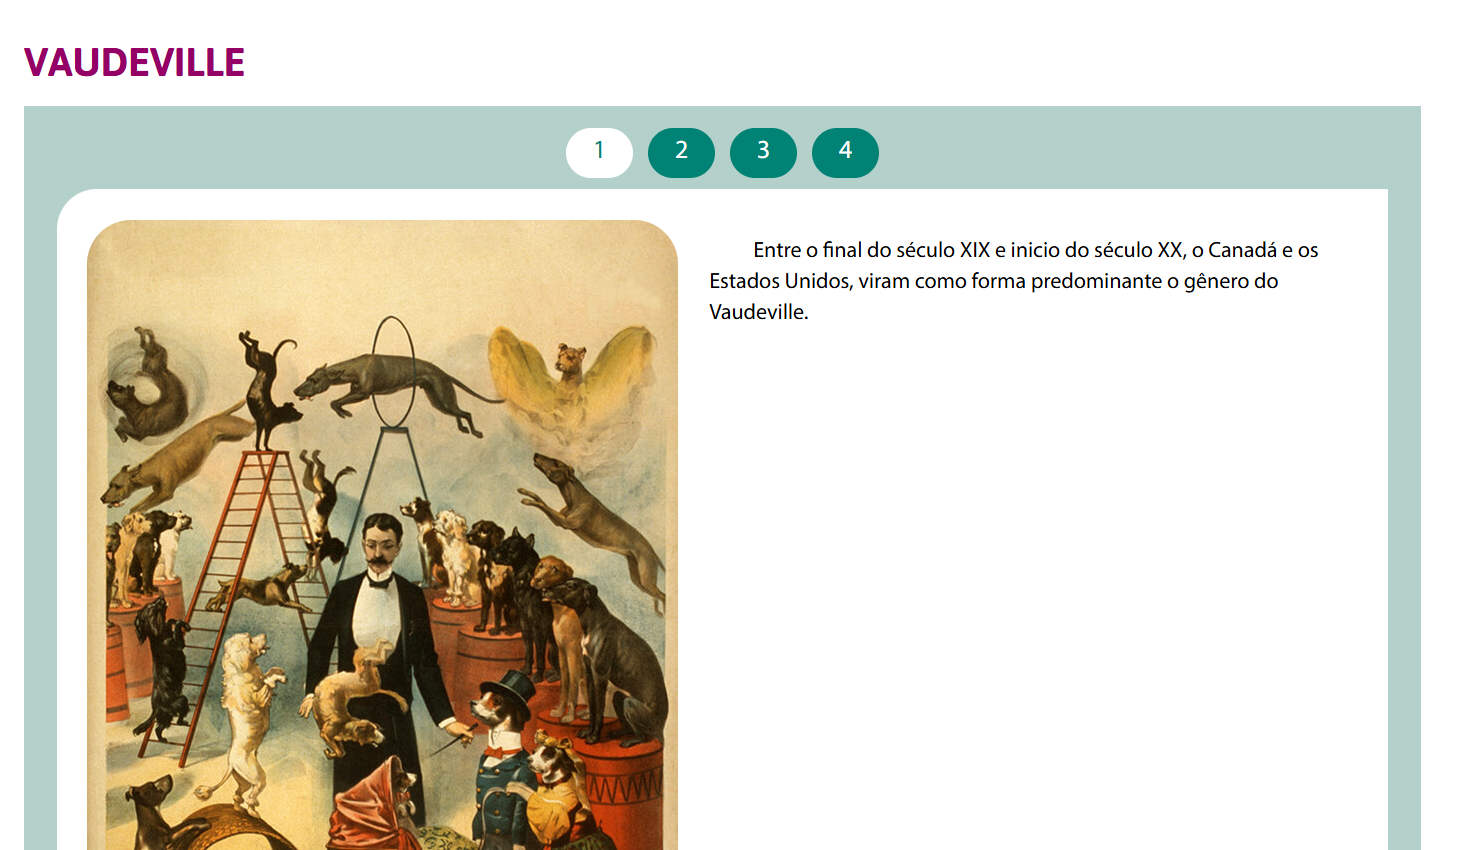 VAUDEVILLE
1 2 3 4
Entre o final do século XIX e inicio do século XX, o Canadá e os
Estados Unidos, viram como forma predominante o gênero do
Vaudeville.